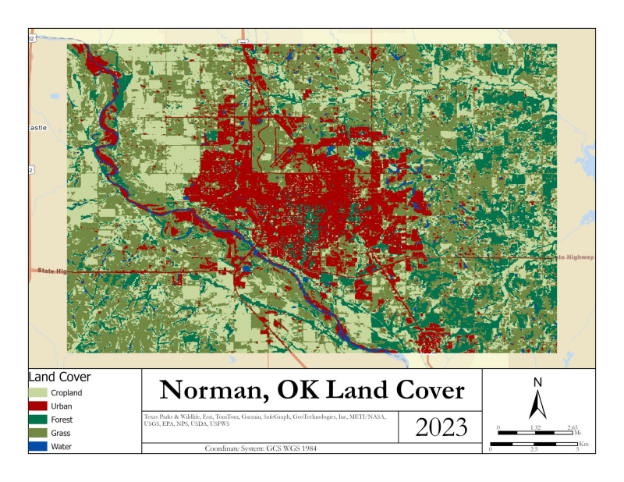 astle
State Hig
te Highway
Land Cover
Cropland
Urban
Forest
Grass
Water
Norman, OK Land Cover
Texas Parks & Wildlife, Esri, TomTom, Garmin, SafeGraph, GeoTechnologies, Inc, METI/NASA,
USGS, EPA, NPS, USDA, USFWS
2023
Coordinate System: GCS WGS 1984
N
0 1.32 2.65
Mi
Km
0 2.5 5